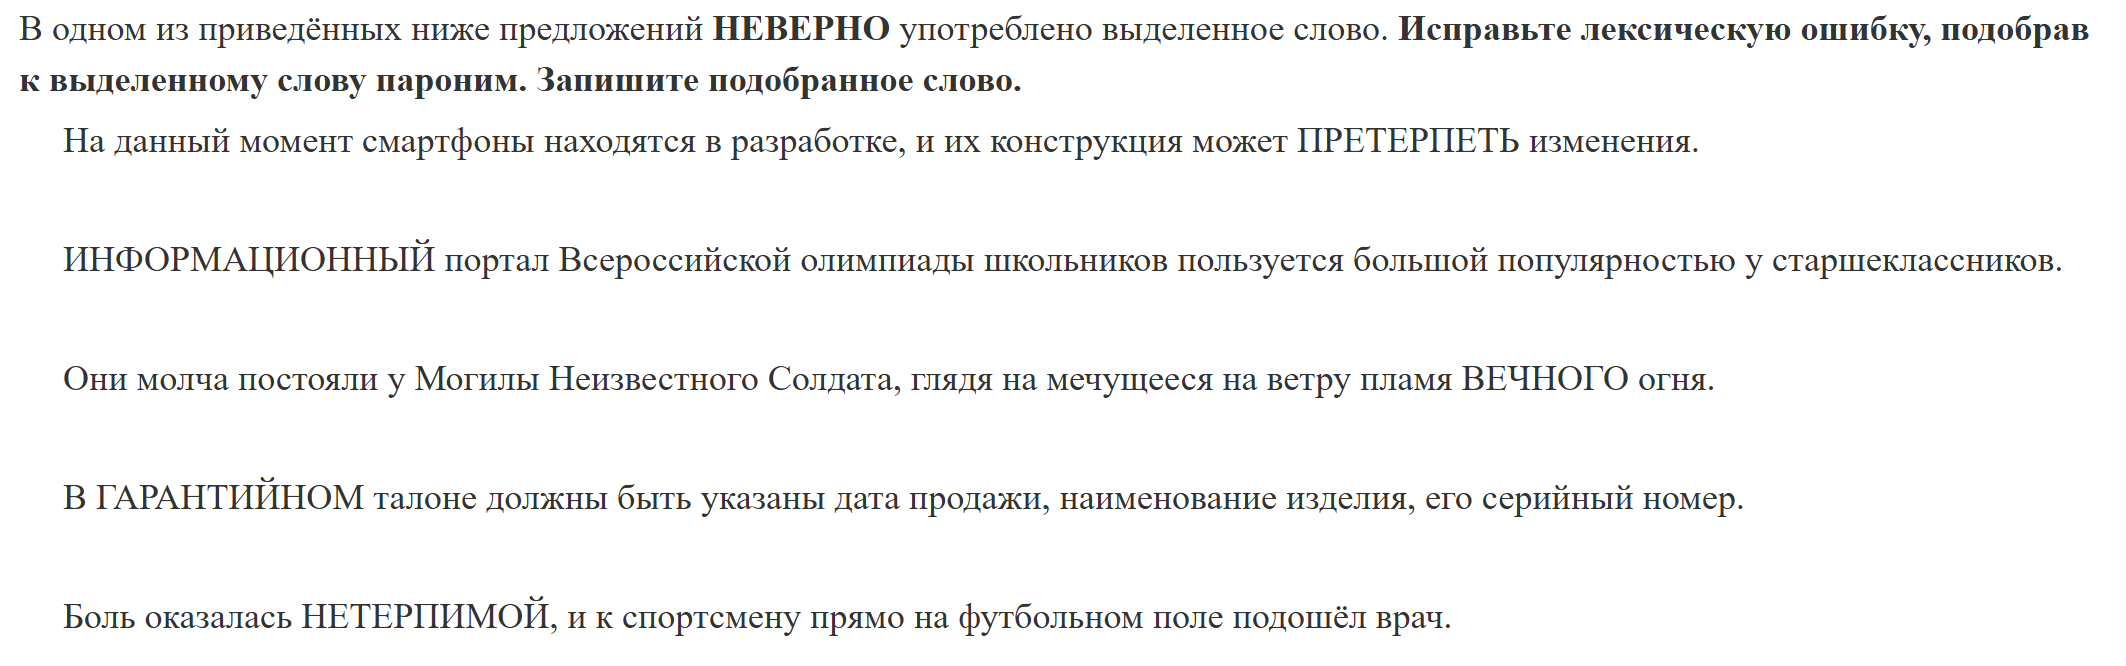 В одном из приведённых ниже предложений НЕВЕРНО употреблено выделенное слово. Исправьте лексическую ошибку, подобрав
к выделенному слову пароним. Запишите подобранное слово.
На данный момент смартфоны находятся в разработке, и их конструкция может ПРЕТЕРПЕТЬ изменения.
ИНФОРМАЦИОННЫЙ портал Всероссийской олимпиады школьников пользуется большой популярностью у старшеклассников.
Они молча постояли у Могилы Неизвестного Солдата, глядя на мечущееся на ветру пламя ВЕЧНОГО огня.
В ГАРАНТИЙНОМ талоне должны быть указаны дата продажи, наименование изделия, его серийный номер.
Боль оказалась НЕТЕРПИМОЙ, и к спортсмену прямо на футбольном поле подошёл врач.